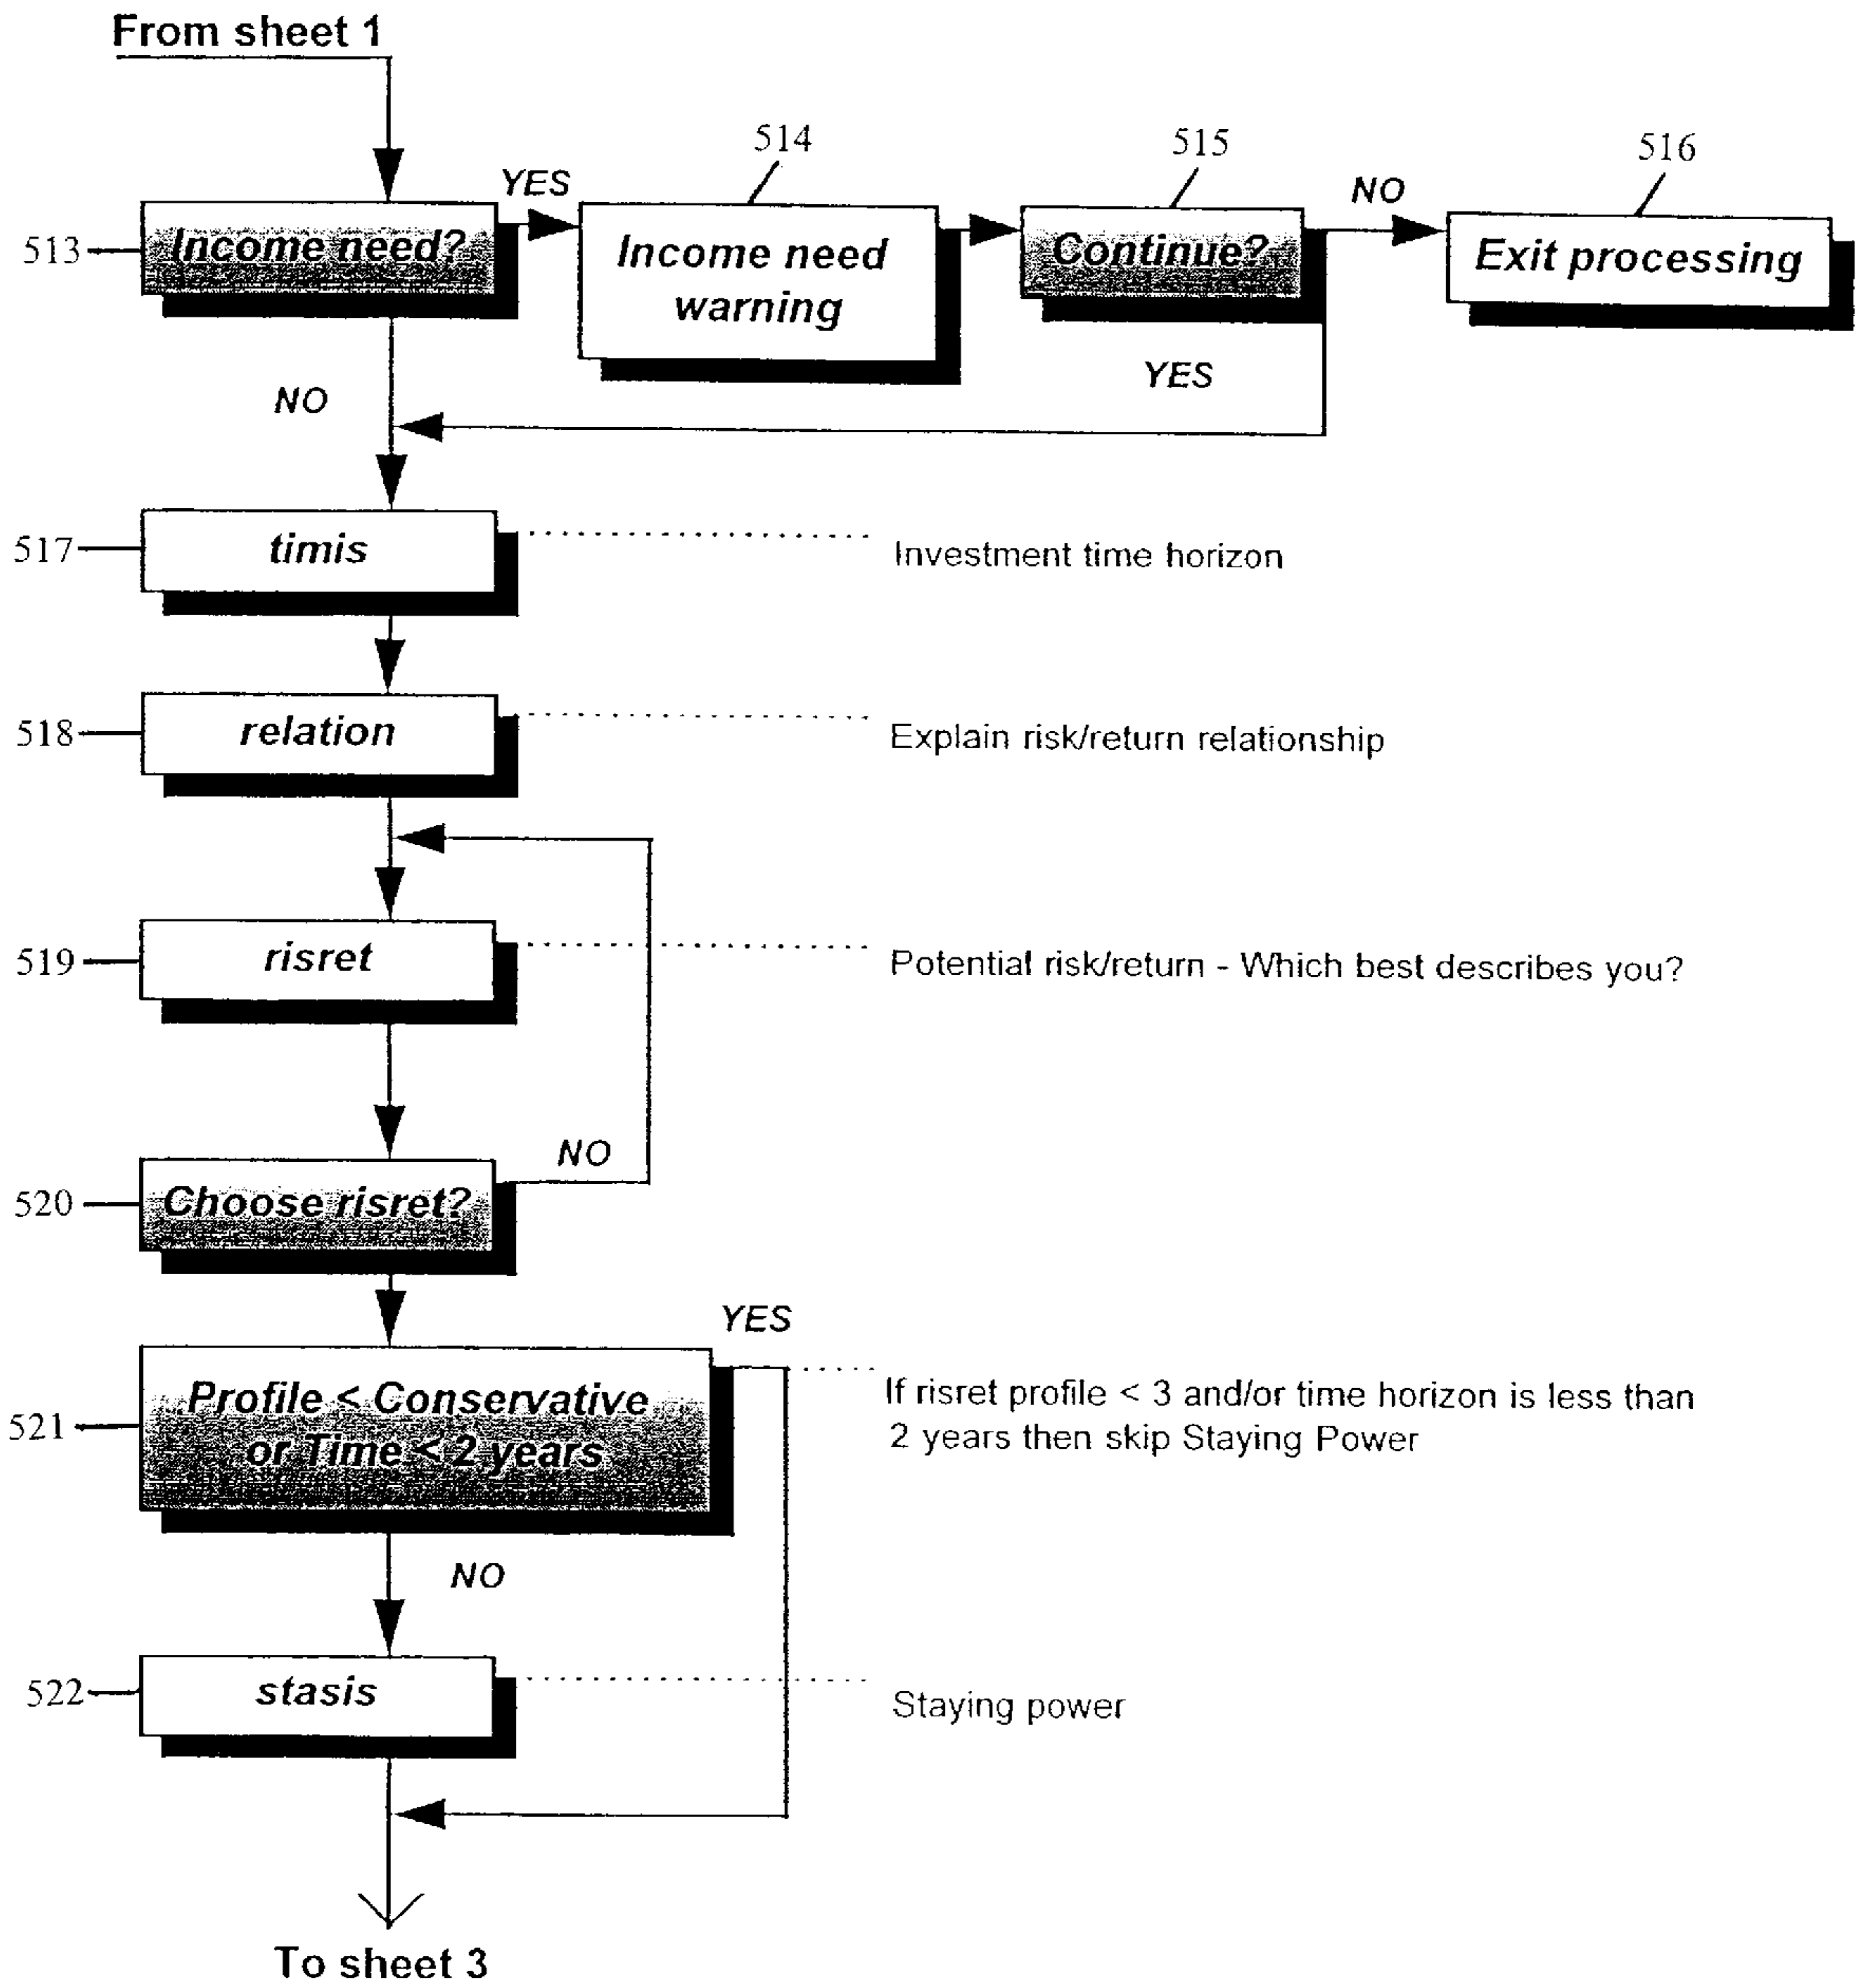 From sheet 1
514
515
516
YES
NO
513
Income need?
Income need
warning
Continue?
Exit processing
YES
NO
517
timis
Investment time horizon
518
relation
Explain risk/return relationship
519
risret
Potential risk/return - Which best describes you?
NO
520
Choose risret?
YES
521
Profile < Conservative
or Time < 2 years
If risret profile < 3 and/or time horizon is less than
2 years then skip Staying Power
NO
522
stasis
Staying power
To sheet 3